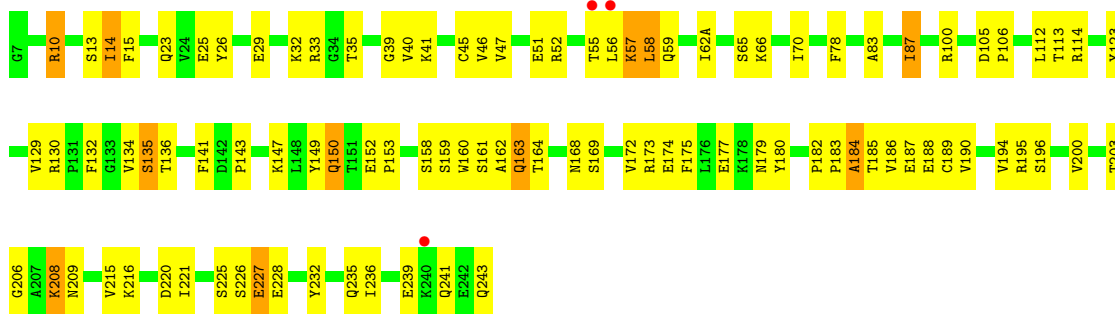 G7 R10 S13 I14 F15 Q23 V24 E25 Y26 E29 K32 R33 G34 T35 G39 V40 K41 C45 V46 V47 E51 R52 T55 L56 K57 L58 Q59 I62A S65 K66 I70 F78 A83 I87 R100 D105 P106 L112 T113 R114 Y123
V129 R130 P131 F132 G133 V134 S135 T136 F141 D142 P143 K147 L148 Y149 Q150 T151 E152 P153 S158 S159 W160 S161 A162 Q163 T164 N168 S169 V172 R173 E174 F175 L176 E177 K178 N179 Y180 P182 P183 A184 T185 V186 E187 E188 C189 V190 V194 R195 S196 V200 T203
G206 A207 K208 N209 V215 K216 D220 I221 S225 S226 E227 E228 Y232 Q235 I236 E239 K240 Q241 E242 Q243